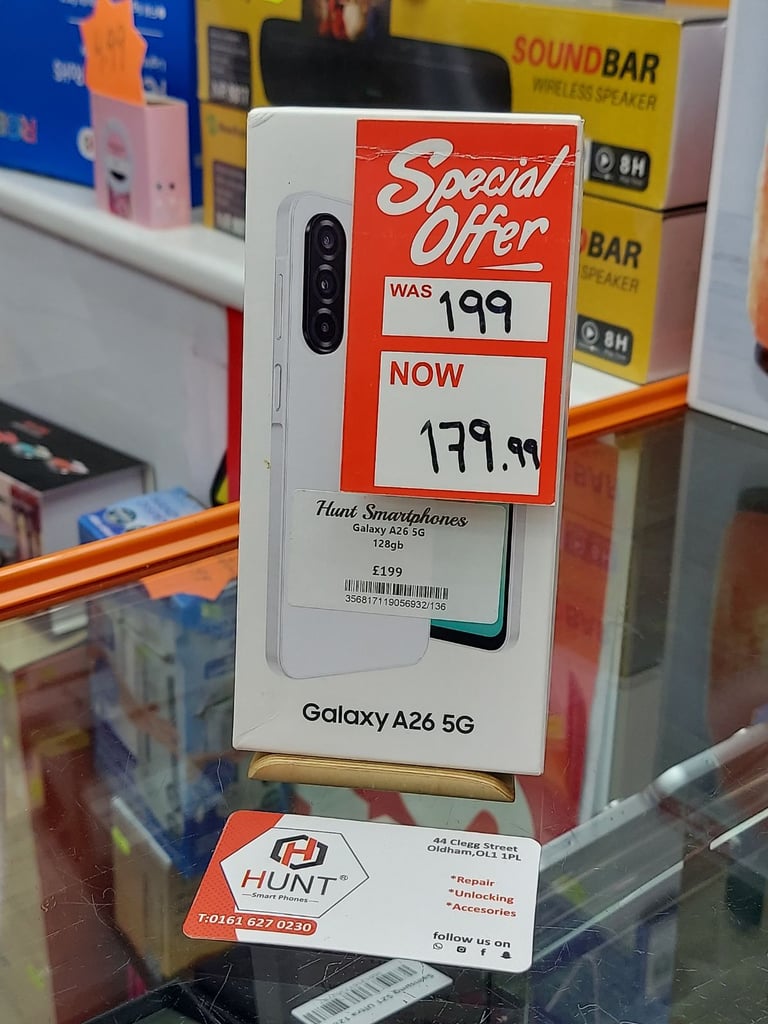 4.99
SOUNDBAR
WIRELESS SPEAKER
8H
Special
Offer
WAS 199
NOW
179.99
BAR
SPEAKER
8H
Hunt Smartphones
Galaxy A26 5G
128gb
£199
356817119056932/136
Galaxy A26 5G
HUNT®
Smart Phones
T:0161 627 0230
44 Clegg Street
Oldham,OL1 1PL
*Repair
*Unlocking
*Accesories
follow us on